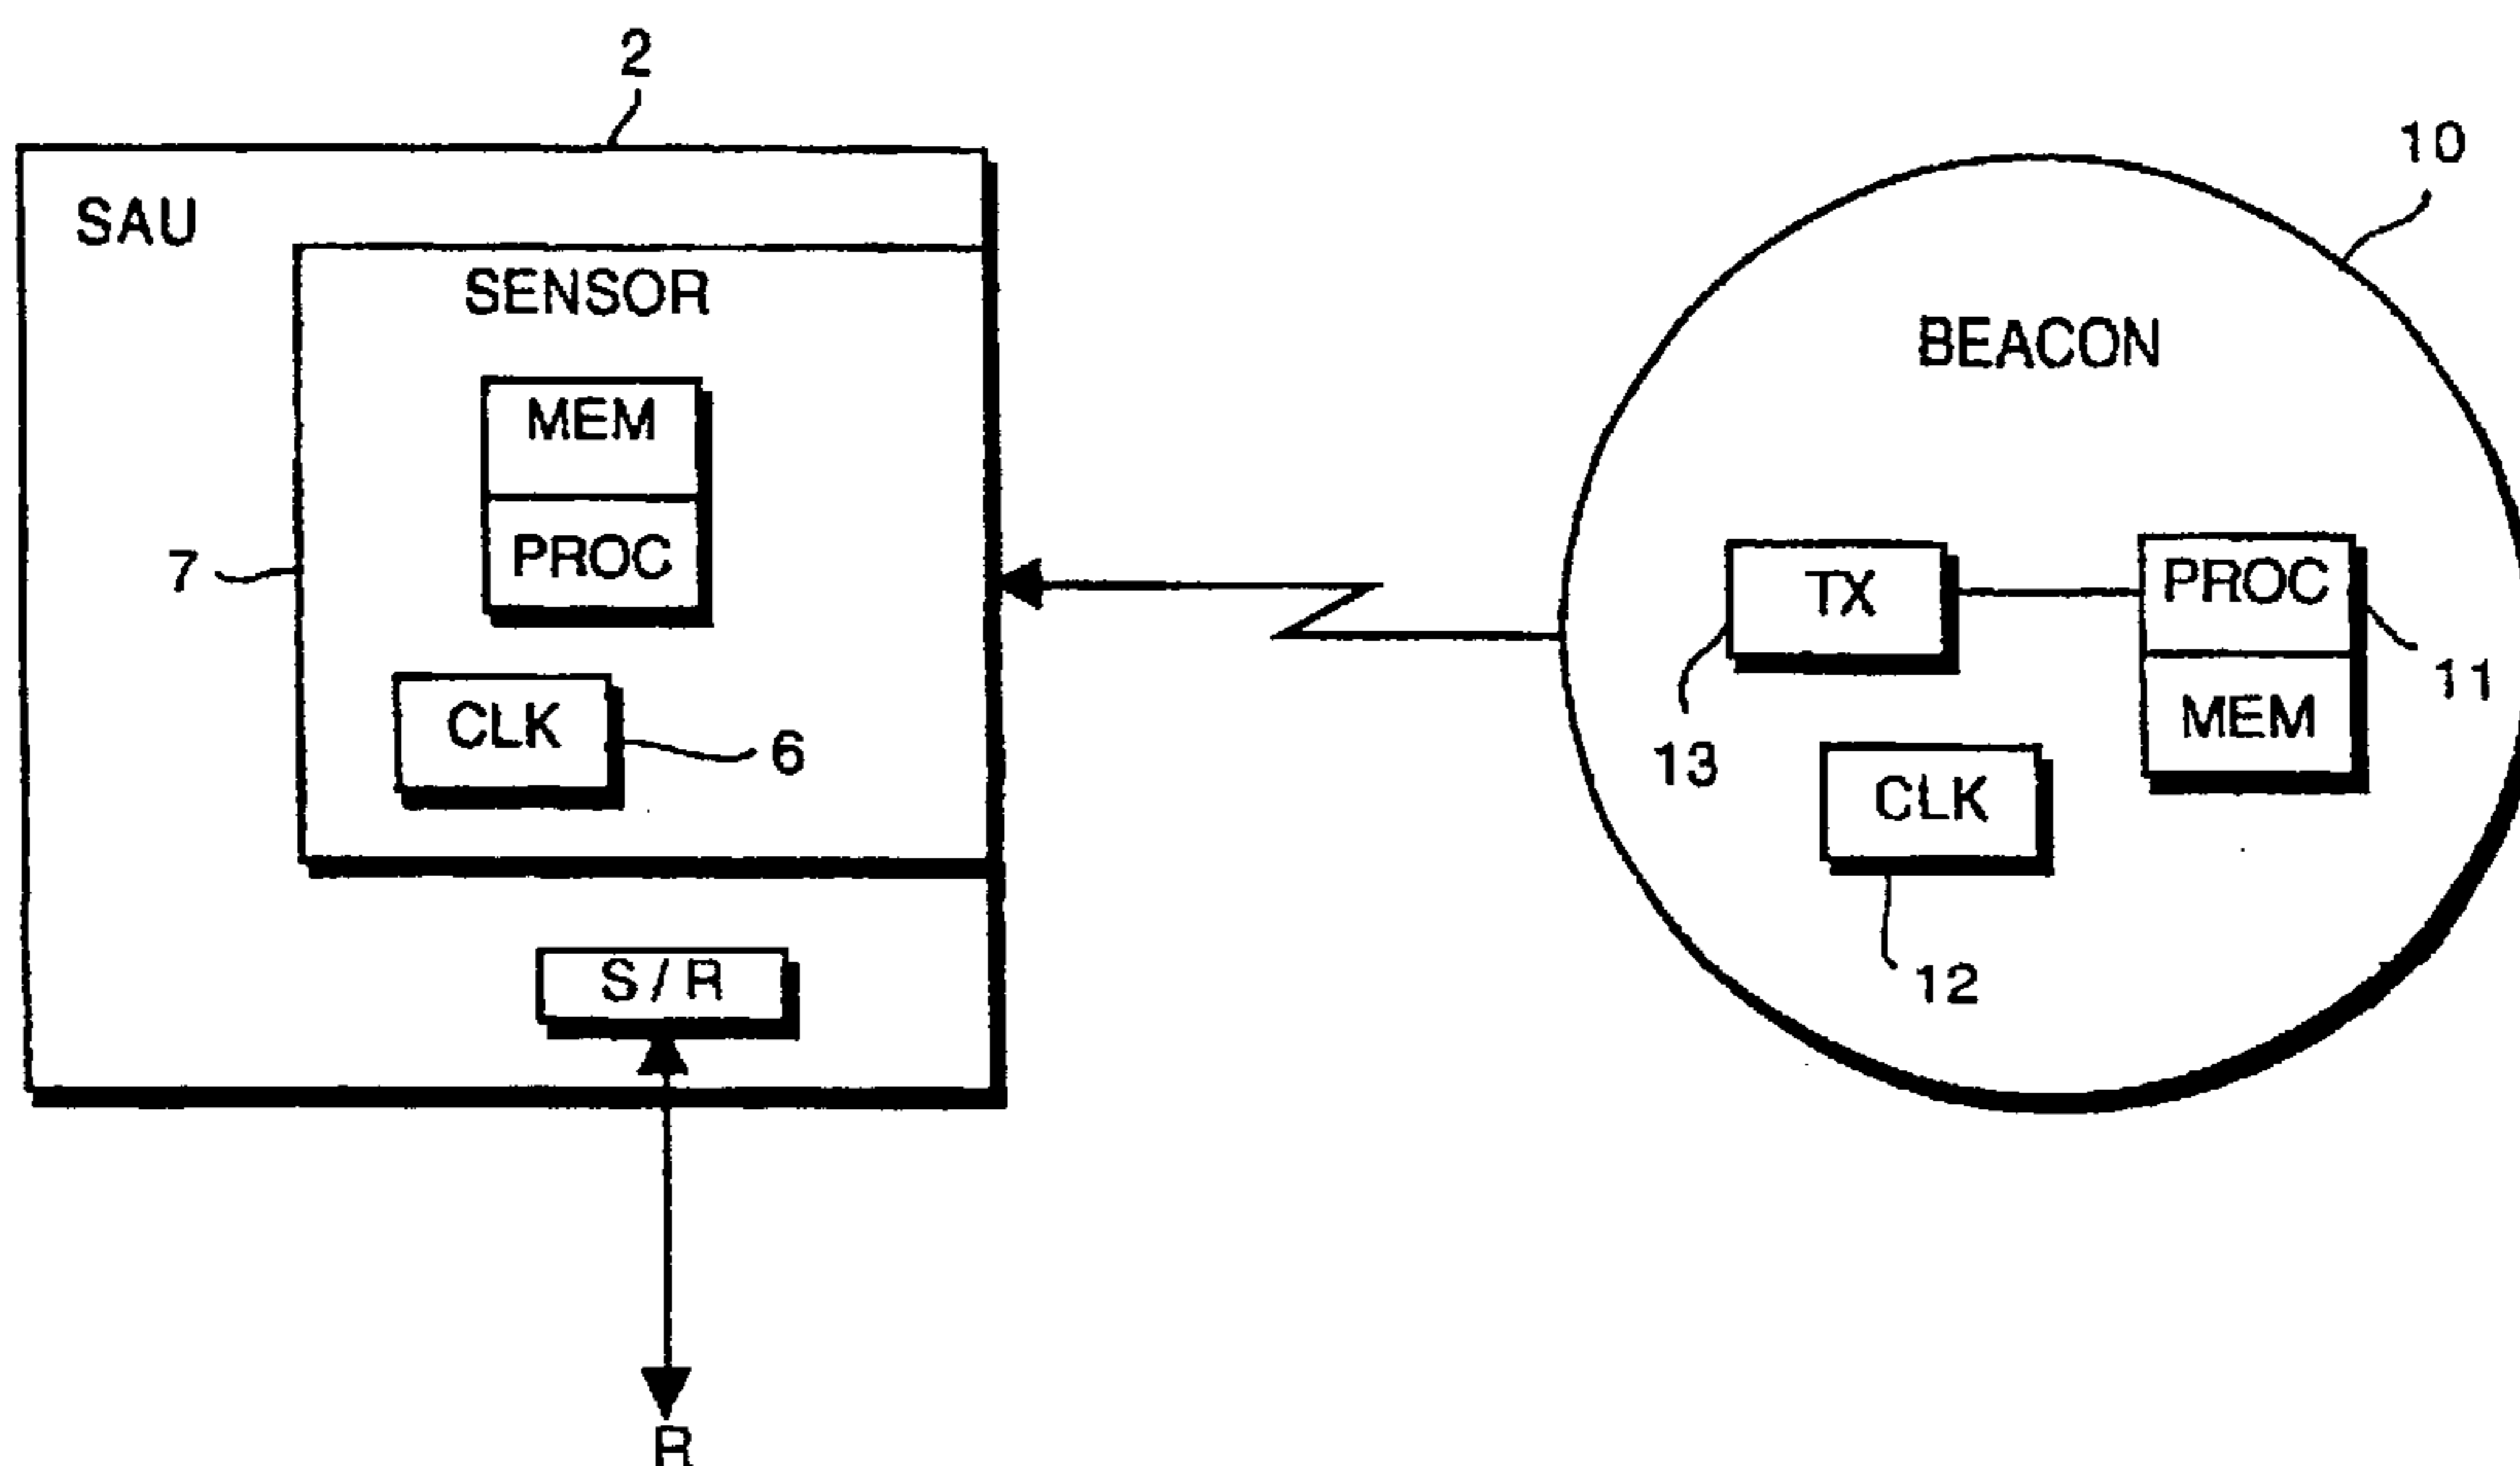 2
SAU
SENSOR
MEM
PROC
7
CLK
6
S / R
R
10
BEACON
TX
PROC
11
MEM
13
CLK
12